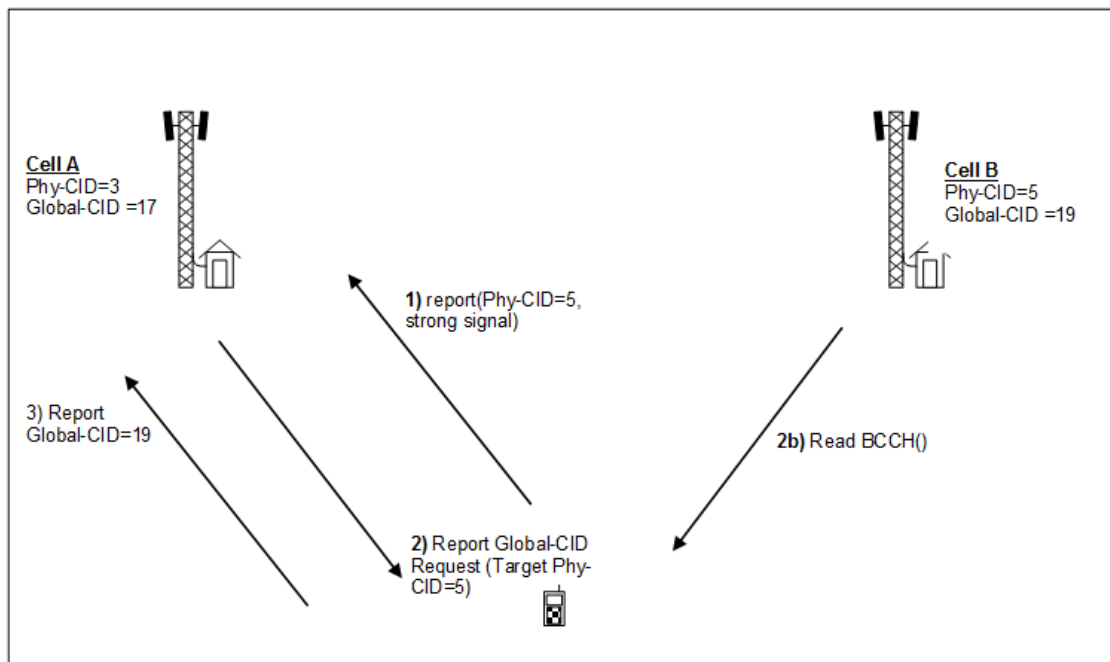 Cell A
Phy-CID=3
Global-CID =17
Cell B
Phy-CID=5
Global-CID =19
1) report(Phy-CID=5,
strong signal)
3) Report
Global-CID=19
2b) Read BCCH()
2) Report Global-CID
Request (Target Phy-
CID=5)